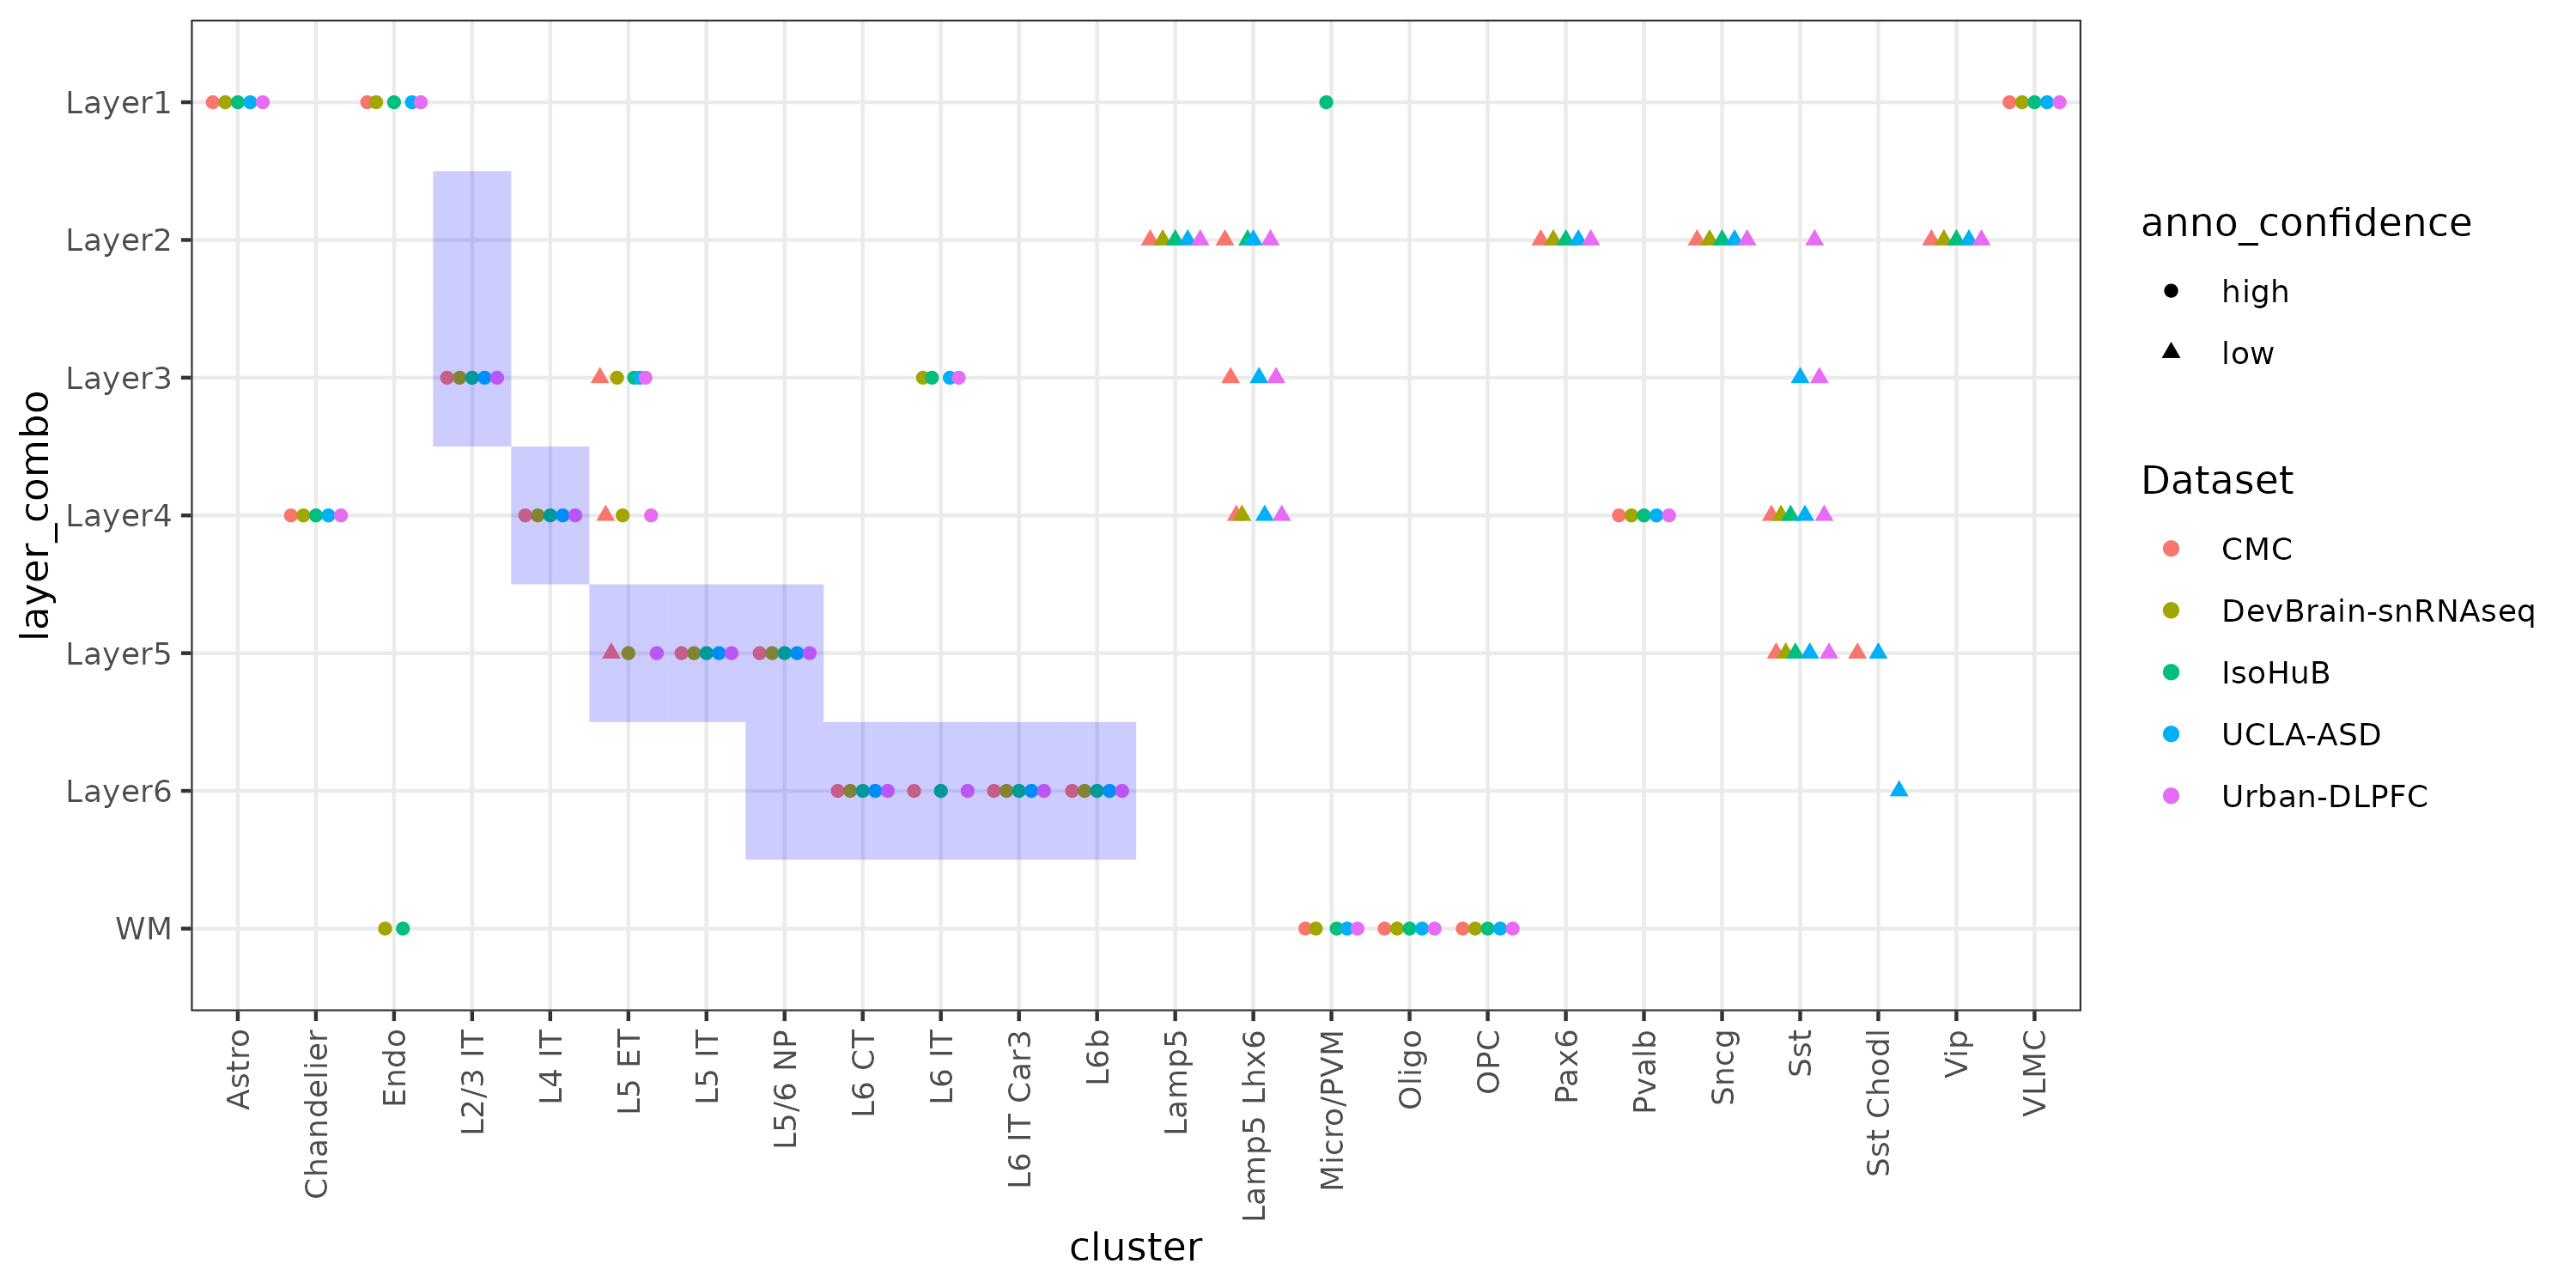 layer_combo
Layer1
Layer2
Layer3
Layer4
Layer5
Layer6
WM
Astro
Chandelier
Endo
L2/3 IT
L4 IT
L5 ET
L5 IT
L5/6 NP
L6 CT
L6 IT
L6 IT Car3
L6b
Lamp5
Lamp5 Lhx6
Micro/PVM
Oligo
OPC
Pax6
Pvalb
Sncg
Sst
Sst Chodl
Vip
VLMC
cluster
anno_confidence
high
low
Dataset
CMC
DevBrain-snRNAseq
IsoHuB
UCLA-ASD
Urban-DLPFC